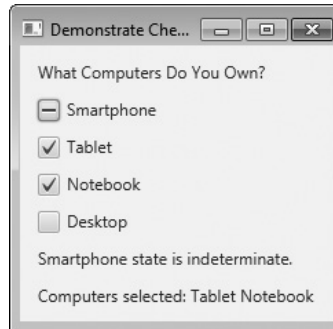 Demonstrate Che...
What Computers Do You Own?
Smartphone
Tablet
Notebook
Desktop
Smartphone state is indeterminate.
Computers selected: Tablet Notebook